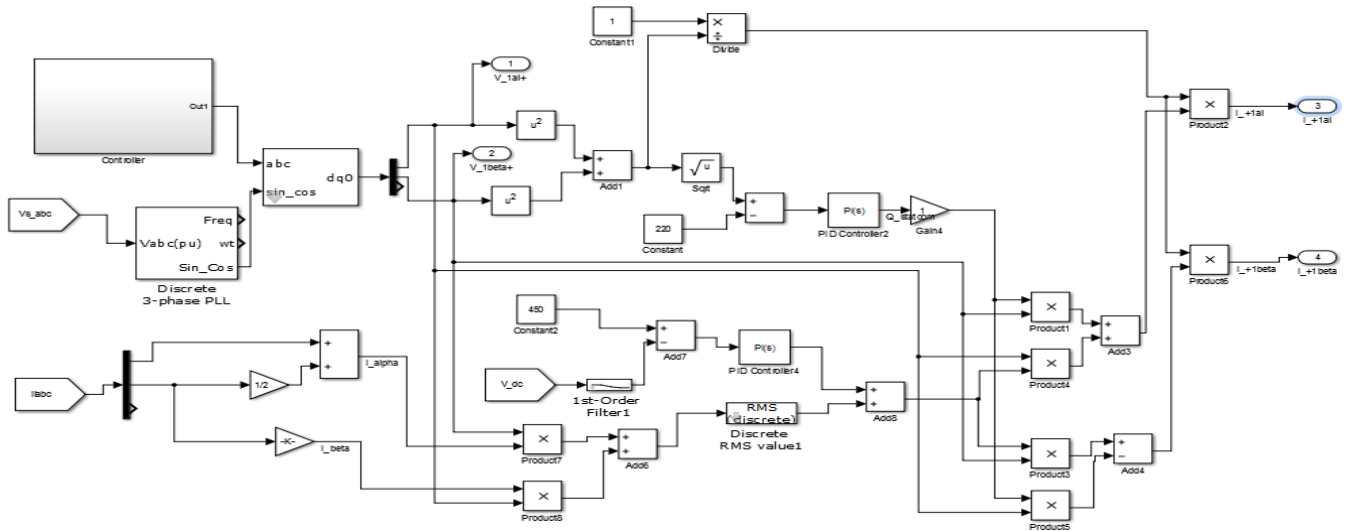 1
Constant1
×
÷
Divide
1
V_1al+
Out1
Controller
u²
×
Product2
I_+1al
3
I_+1al
2
V_1beta+
abc
sin_cos
dq0
+
+
Add1
√u
Sqrt
Vs_abc
Vabc(pu)
Freq
wt
Sin_Cos
Discrete
3-phase PLL
u²
220
Constant
+
−
PI(s)
PID Controller2
Q_statcom
1
Gain4
×
Product6
I_+1beta
4
I_+1beta
450
Constant2
+
−
Add7
PI(s)
PID Controller4
×
Product1
+
+
Add3
×
Product4
+
+
I_alpha
Ilabc
1/2
V_dc
1st-Order
Filter1
RMS
(discrete)
Discrete
RMS value1
+
+
Add8
-K-
I_beta
×
Product7
+
+
Add6
×
Product8
×
Product3
+
−
Add4
×
Product5